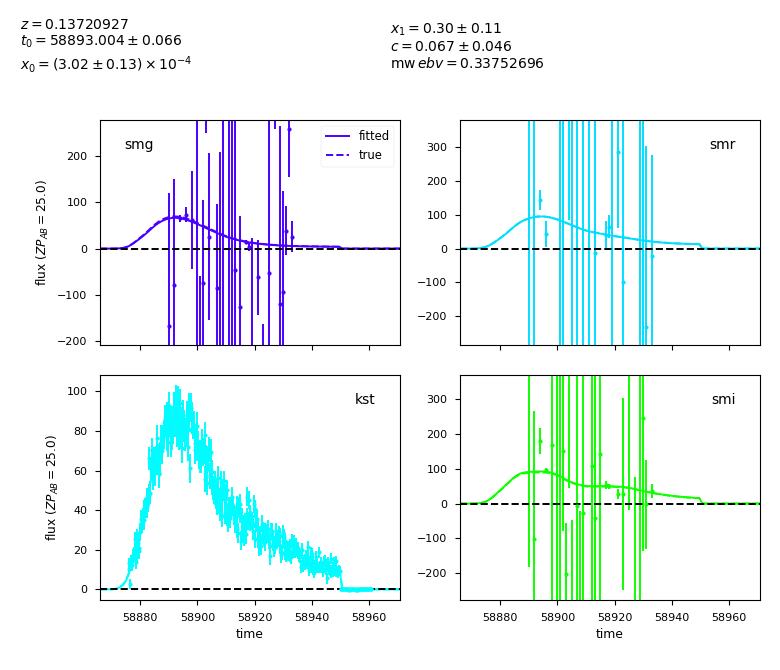 z = 0.13720927
t₀ = 58893.004 ± 0.066
x₀ = (3.02 ± 0.13) × 10⁻⁴
x₁ = 0.30 ± 0.11
c = 0.067 ± 0.046
mw ebv = 0.33752696
smg
fitted
true
200
100
0
−100
−200
flux (ZP_AB = 25.0)
smr
300
200
100
0
−100
−200
kst
100
80
60
40
20
0
flux (ZP_AB = 25.0)
58880 58900 58920 58940 58960
time
smi
300
200
100
0
−100
−200
58880 58900 58920 58940 58960
time